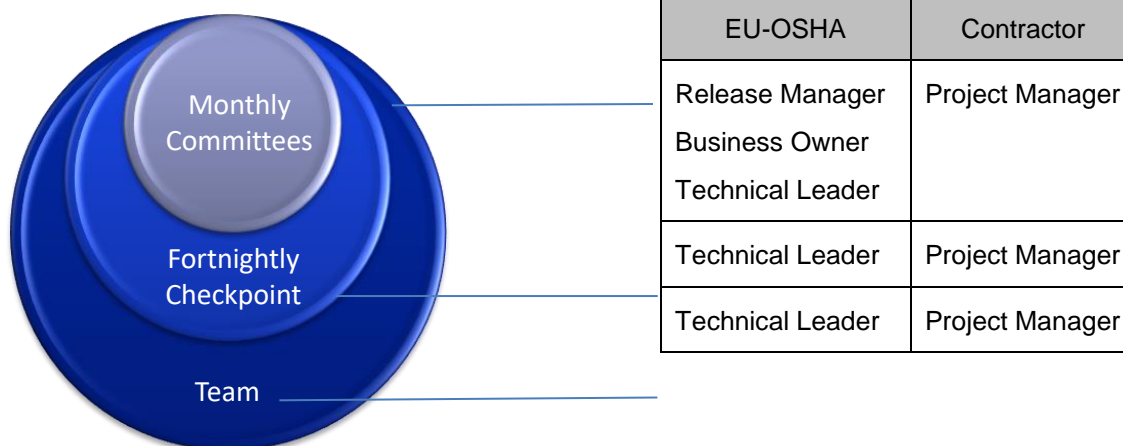 Monthly
Committees
Fortnightly
Checkpoint
Team
EU-OSHA Contractor
Release Manager Project Manager
Business Owner
Technical Leader
Technical Leader Project Manager
Technical Leader Project Manager